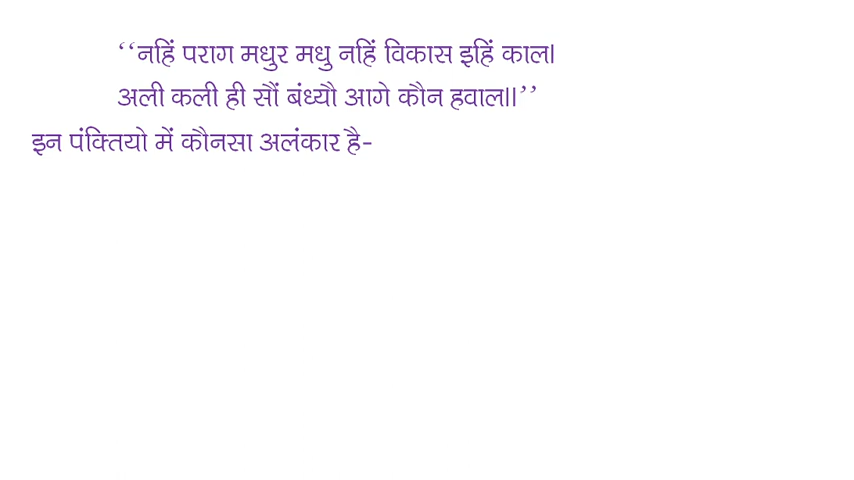 ‘‘नहिं पराग मधुर मधु नहिं विकास इहिं काल।
अली कली ही सौं बंध्यौ आगे कौन हवाल।।’’
इन पंक्तियो में कौनसा अलंकार है-